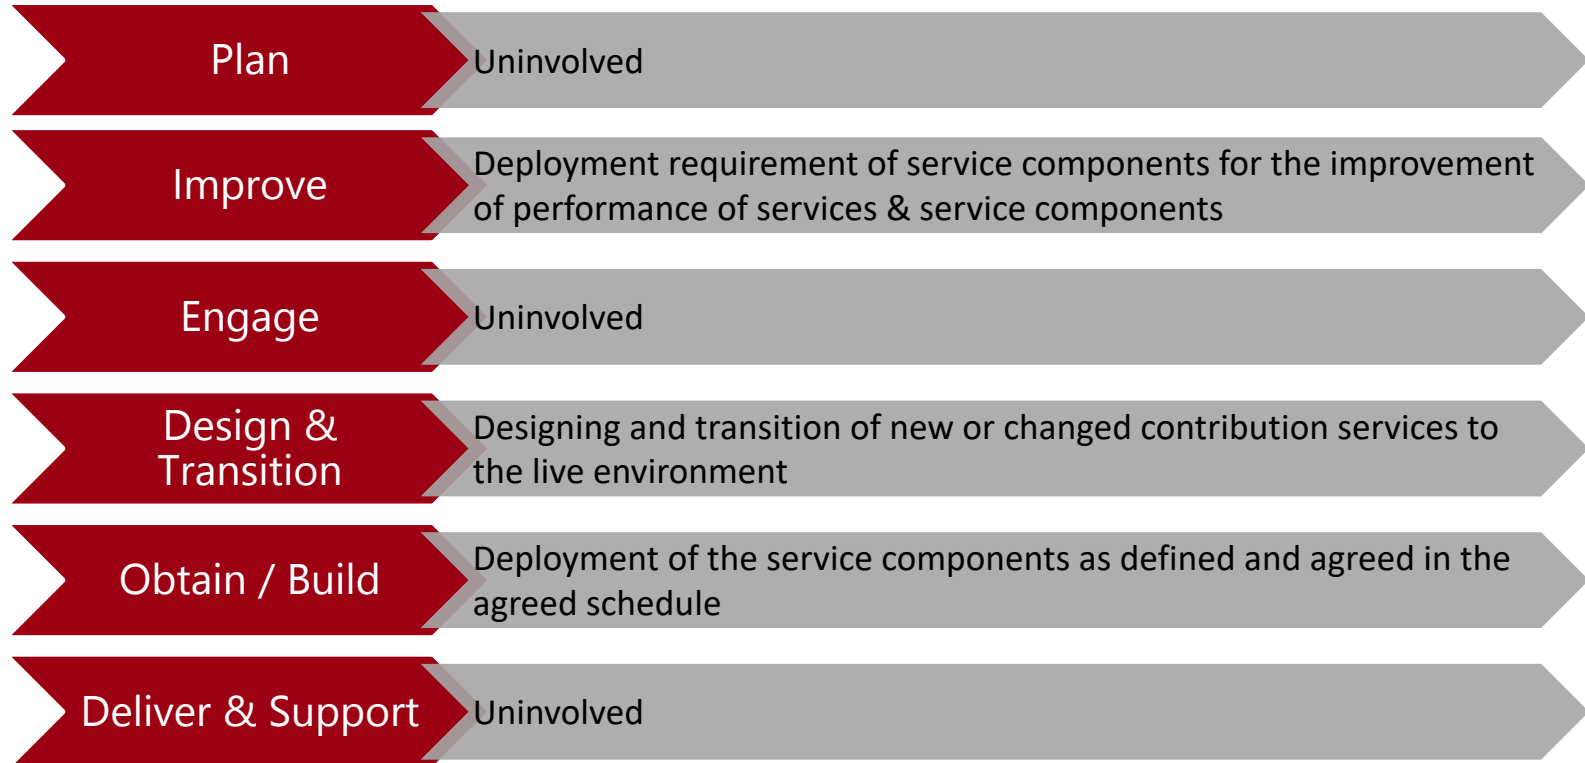 Plan
Uninvolved
Improve
Deployment requirement of service components for the improvement
of performance of services & service components
Engage
Uninvolved
Design &
Transition
Designing and transition of new or changed contribution services to
the live environment
Obtain / Build
Deployment of the service components as defined and agreed in the
agreed schedule
Deliver & Support
Uninvolved